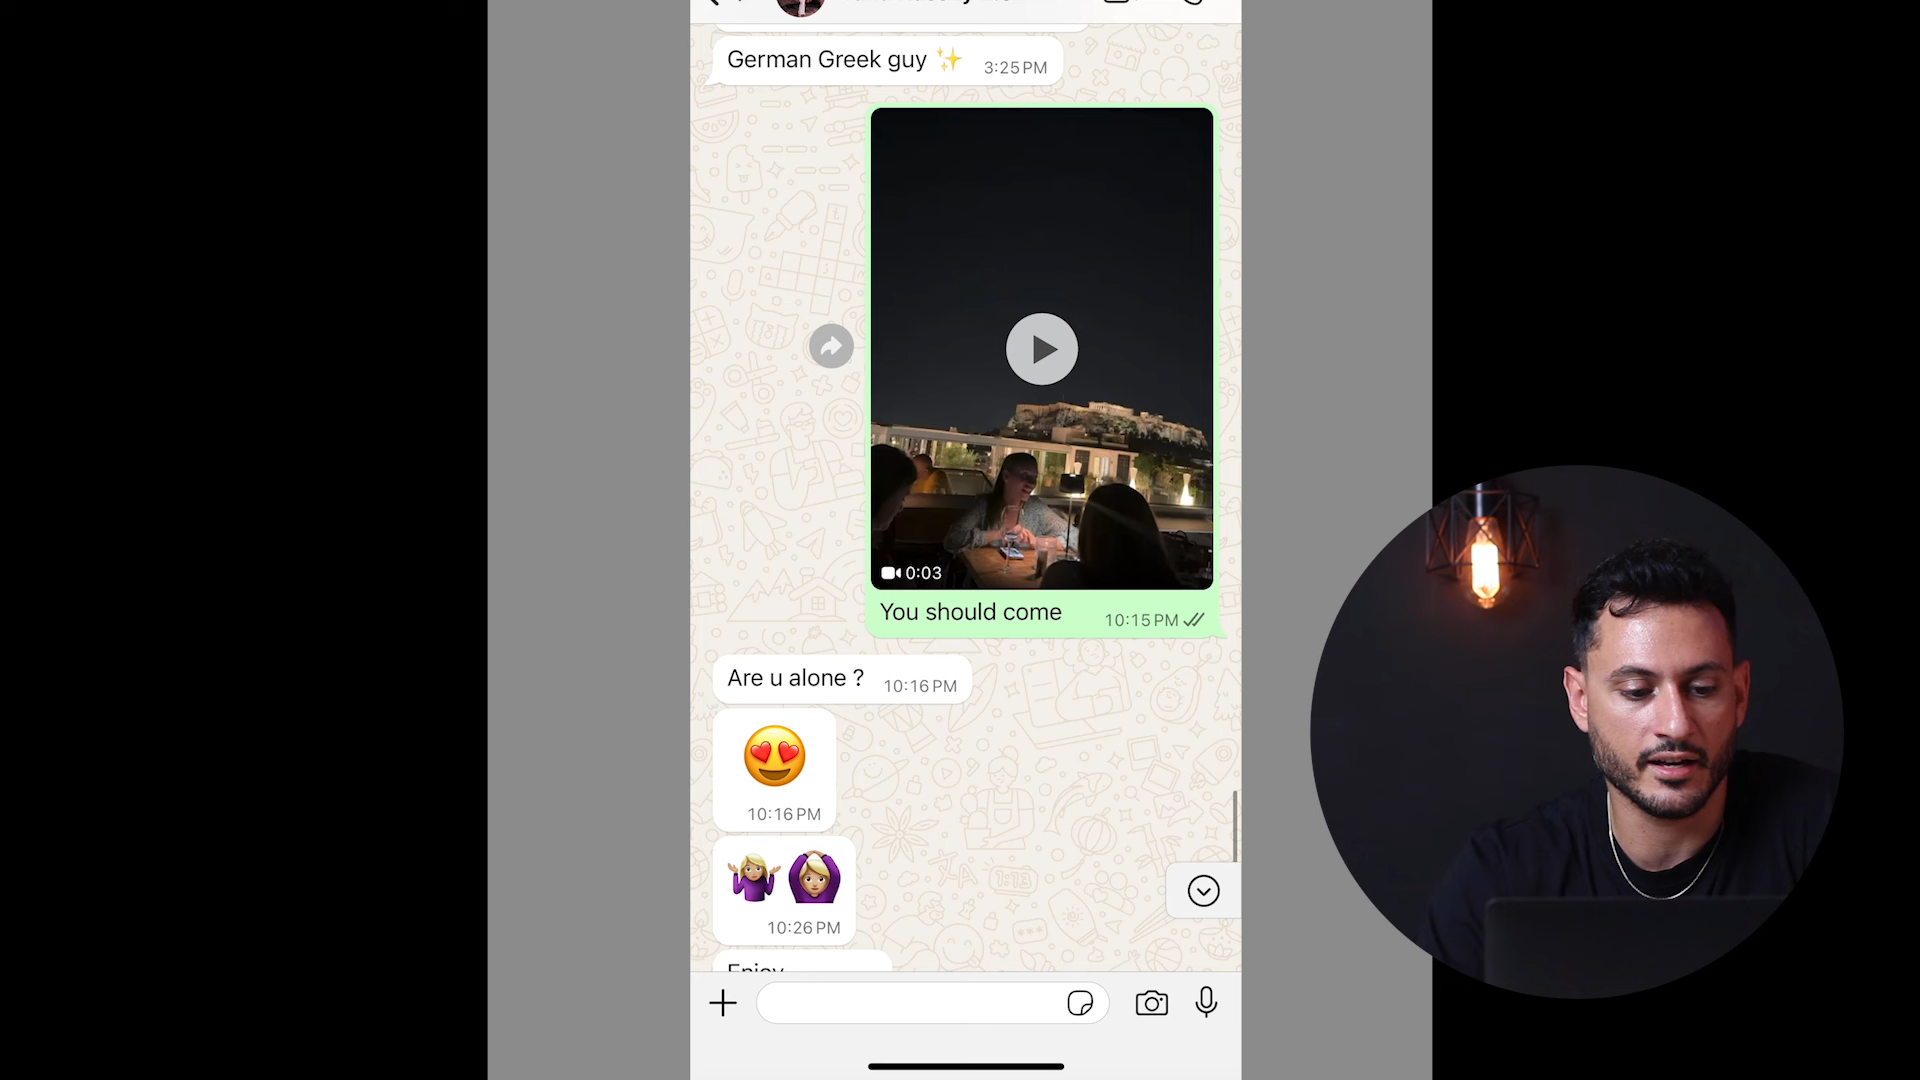 German Greek guy ✨ 3:25 PM
0:03
You should come 10:15 PM
Are u alone ? 10:16 PM
😍
10:16 PM
🤷🏼‍♀️ 🙆🏼‍♀️
10:26 PM
Enjoy